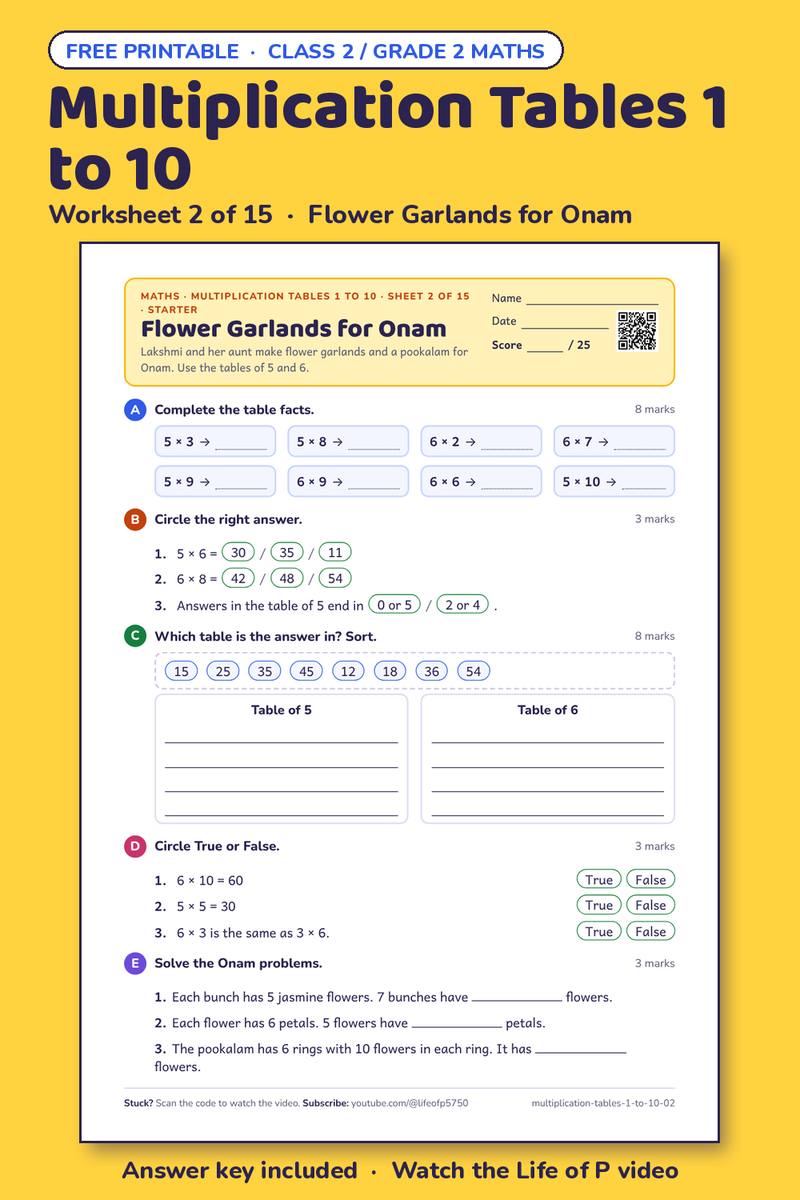 FREE PRINTABLE · CLASS 2 / GRADE 2 MATHS
Multiplication Tables 1
to 10
Worksheet 2 of 15 · Flower Garlands for Onam
MATHS · MULTIPLICATION TABLES 1 TO 10 · SHEET 2 OF 15
· STARTER
Flower Garlands for Onam
Lakshmi and her aunt make flower garlands and a pookalam for
Onam. Use the tables of 5 and 6.
Name ____________
Date ____________
Score ______ / 25
A Complete the table facts. 8 marks
5 × 3 → ........ 5 × 8 → ........ 6 × 2 → ........ 6 × 7 → ........
5 × 9 → ........ 6 × 9 → ........ 6 × 6 → ........ 5 × 10 → ........
B Circle the right answer. 3 marks
1. 5 × 6 = 30 / 35 / 11
2. 6 × 8 = 42 / 48 / 54
3. Answers in the table of 5 end in 0 or 5 / 2 or 4 .
C Which table is the answer in? Sort. 8 marks
15 25 35 45 12 18 36 54
Table of 5 Table of 6
D Circle True or False. 3 marks
1. 6 × 10 = 60 True False
2. 5 × 5 = 30 True False
3. 6 × 3 is the same as 3 × 6. True False
E Solve the Onam problems. 3 marks
1. Each bunch has 5 jasmine flowers. 7 bunches have ____________ flowers.
2. Each flower has 6 petals. 5 flowers have ____________ petals.
3. The pookalam has 6 rings with 10 flowers in each ring. It has ____________
flowers.
Stuck? Scan the code to watch the video. Subscribe: youtube.com/@lifeofp5750 multiplication-tables-1-to-10-02
Answer key included · Watch the Life of P video